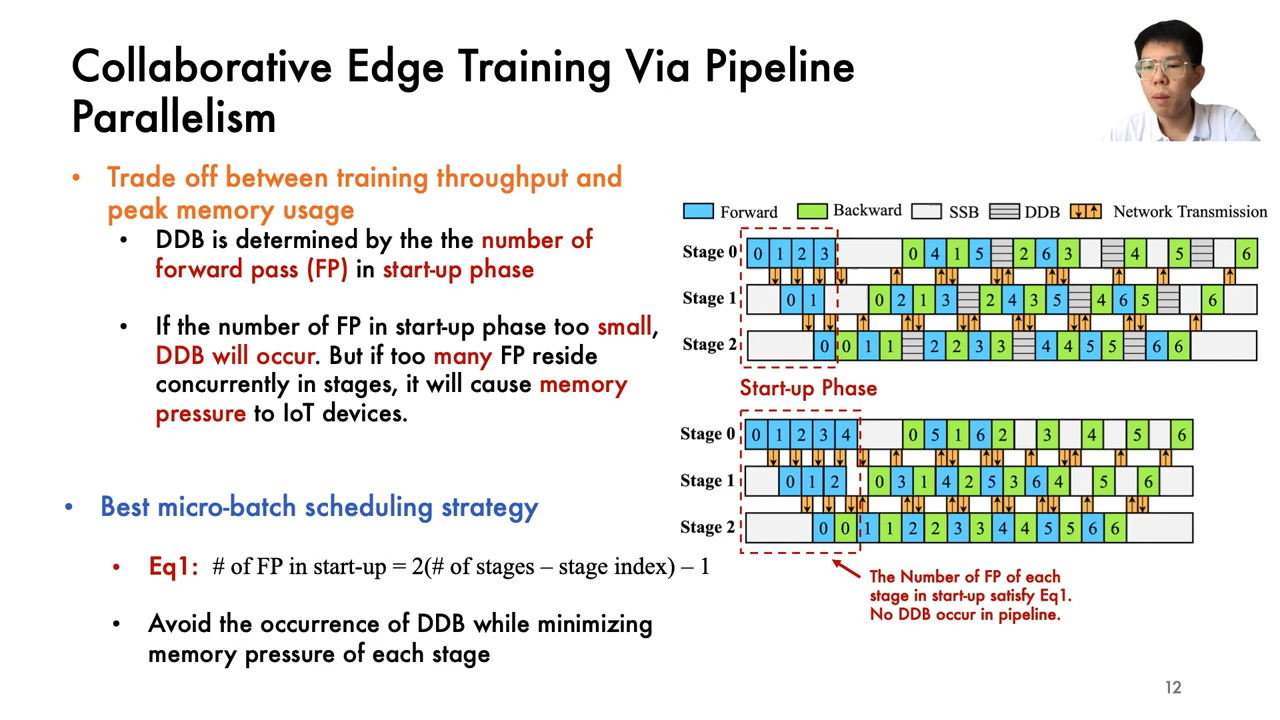 Collaborative Edge Training Via Pipeline
Parallelism
• Trade off between training throughput and
peak memory usage
• DDB is determined by the the number of
forward pass (FP) in start-up phase
• If the number of FP in start-up phase too small,
DDB will occur. But if too many FP reside
concurrently in stages, it will cause memory
pressure to IoT devices.
• Best micro-batch scheduling strategy
• Eq1: # of FP in start-up = 2(# of stages – stage index) – 1
• Avoid the occurrence of DDB while minimizing
memory pressure of each stage
Forward Backward SSB DDB Network Transmission
Stage 0 0 1 2 3 0 4 1 5 2 6 3 4 5 6
Stage 1 0 1 0 2 1 3 2 4 3 5 4 6 5 6
Stage 2 0 0 1 1 2 2 3 3 4 4 5 5 6 6
Start-up Phase
Stage 0 0 1 2 3 4 0 5 1 6 2 3 4 5 6
Stage 1 0 1 2 0 3 1 4 2 5 3 6 4 5 6
Stage 2 0 0 1 1 2 2 3 3 4 4 5 5 6 6
The Number of FP of each
stage in start-up satisfy Eq1.
No DDB occur in pipeline.
12